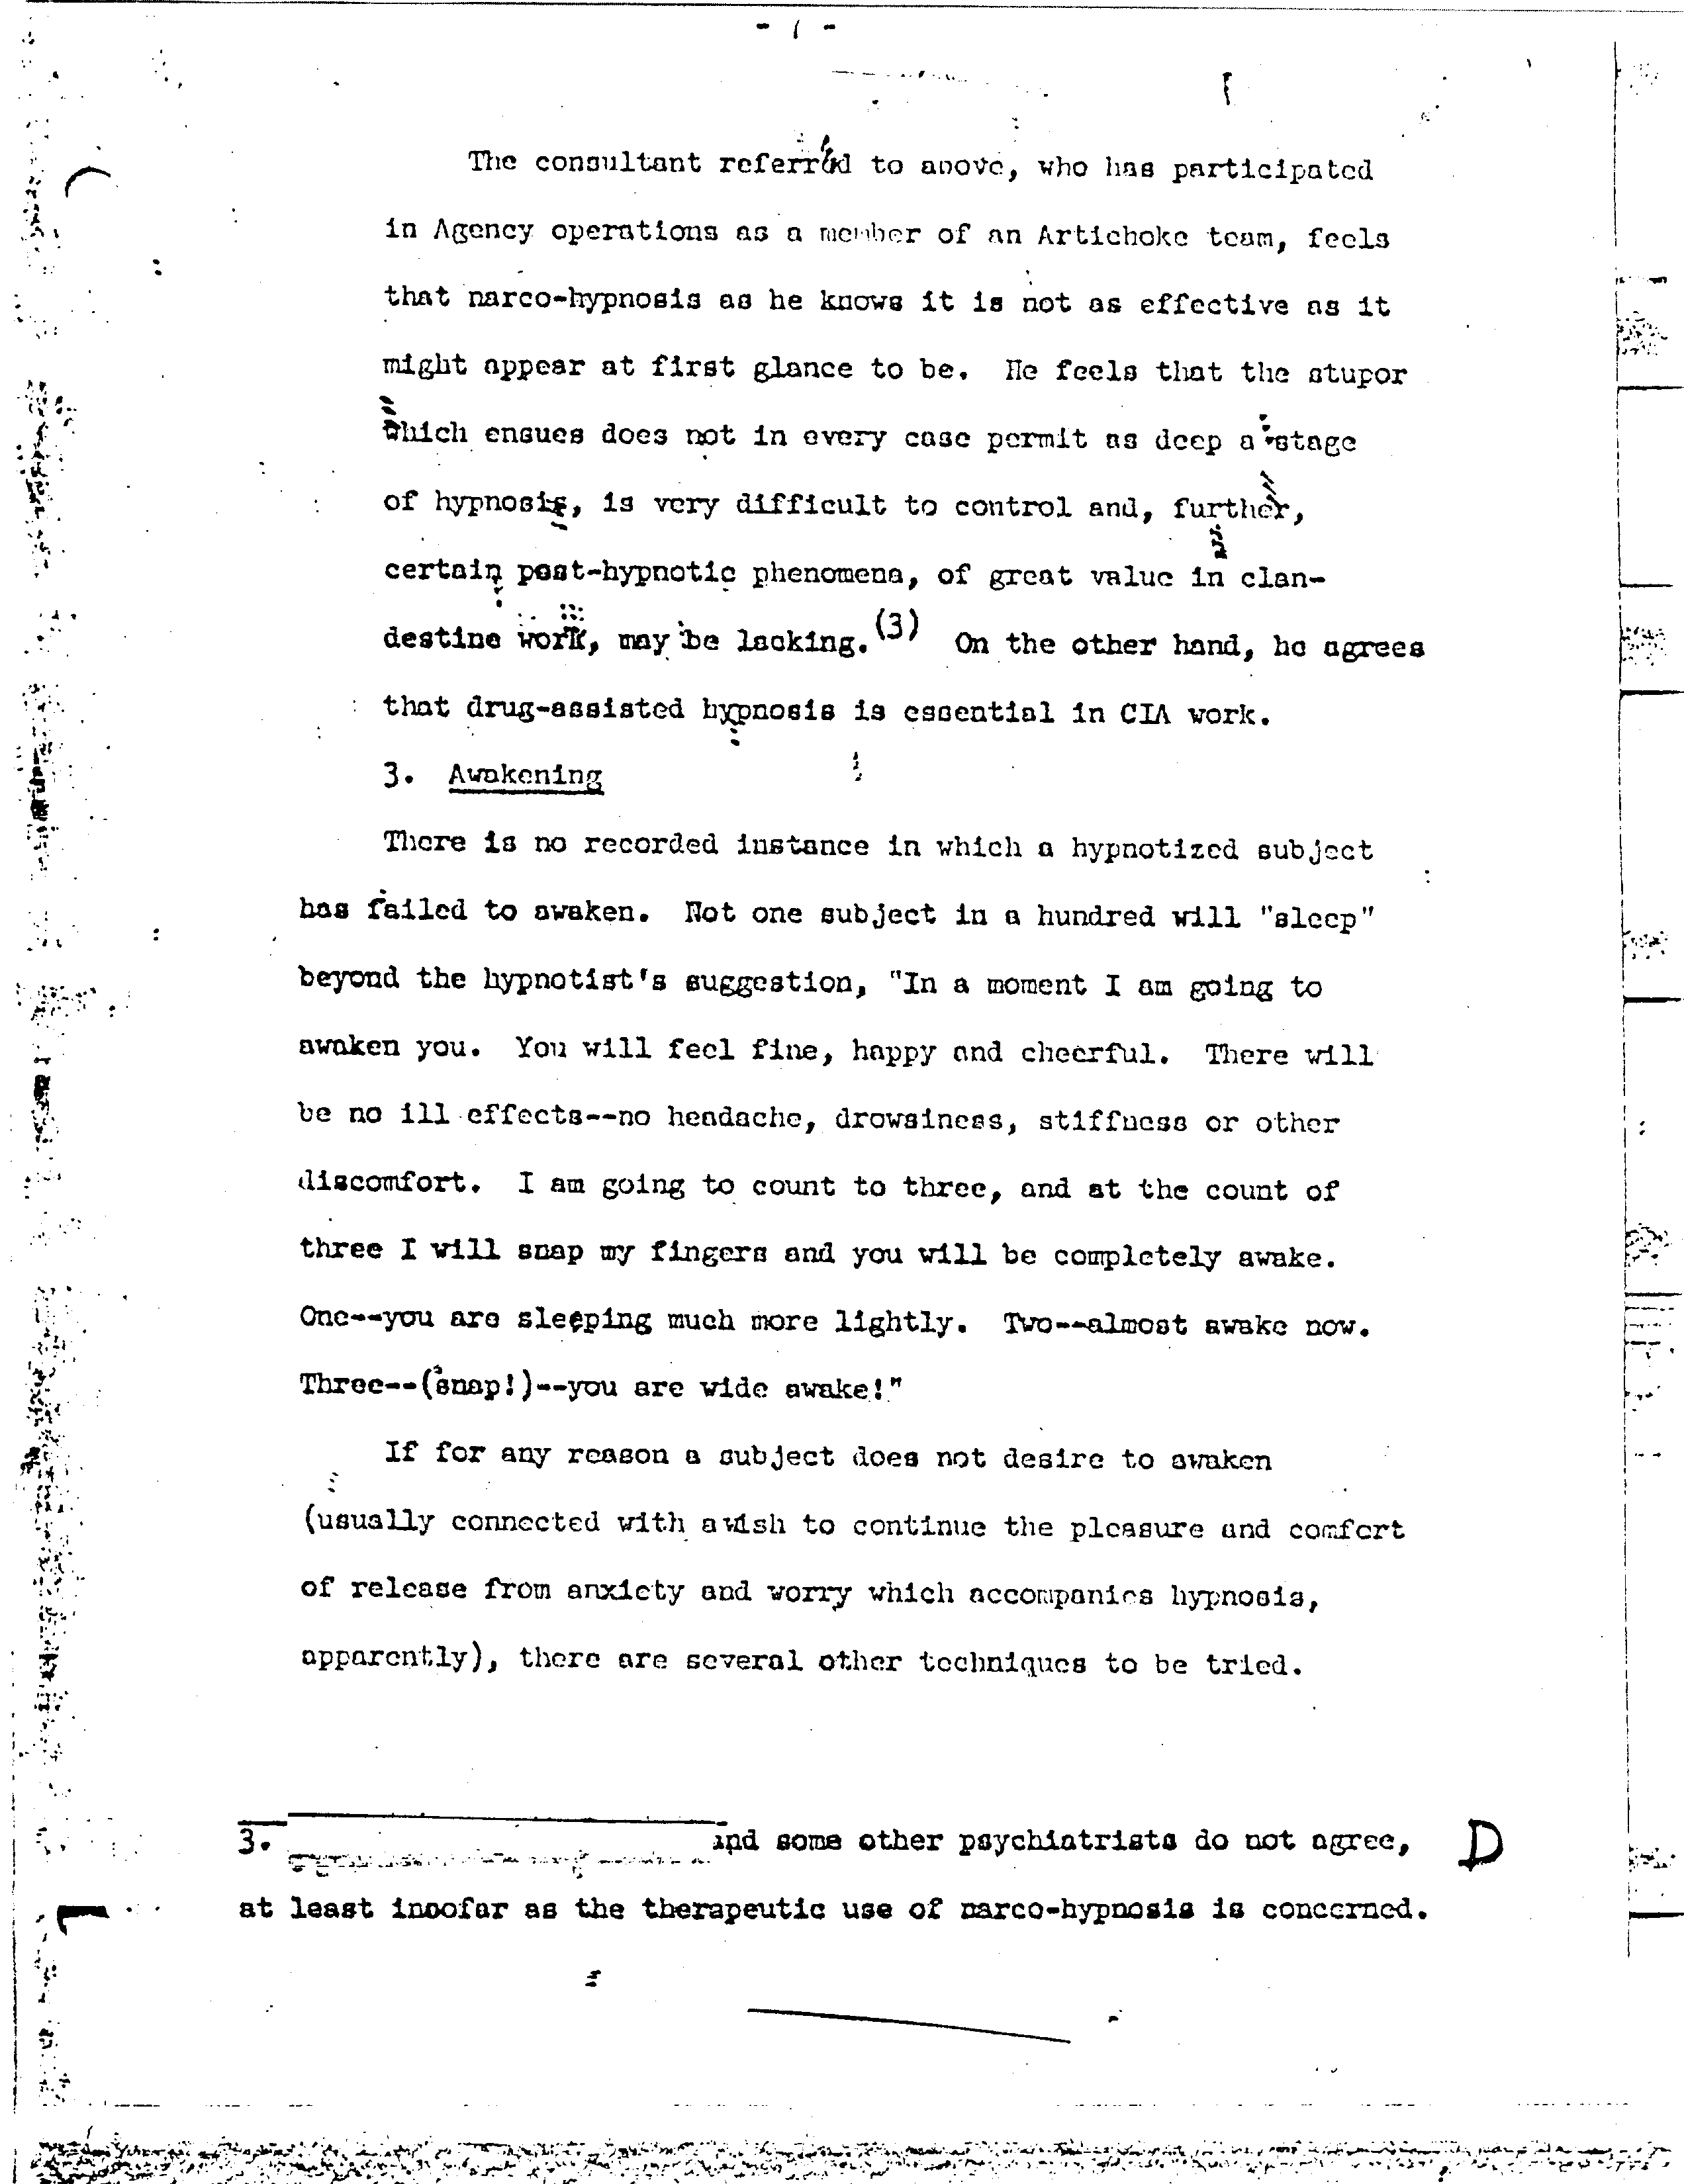 The consultant referred to above, who has participated
in Agency operations as a member of an Artichoke team, feels
that narco-hypnosis as he knows it is not as effective as it
might appear at first glance to be. He feels that the stupor
which ensues does not in every case permit as deep a stage
of hypnosis, is very difficult to control and, further,
certain post-hypnotic phenomena, of great value in clan-
destine work, may be lacking.(3) On the other hand, he agrees
that drug-assisted hypnosis is essential in CIA work.
3. Awakening
There is no recorded instance in which a hypnotized subject
has failed to awaken. Not one subject in a hundred will "sleep"
beyond the hypnotist's suggestion, "In a moment I am going to
awaken you. You will feel fine, happy and cheerful. There will
be no ill effects--no headache, drowsiness, stiffness or other
discomfort. I am going to count to three, and at the count of
three I will snap my fingers and you will be completely awake.
One--you are sleeping much more lightly. Two--almost awake now.
Three--(snap!)--you are wide awake!"
If for any reason a subject does not desire to awaken
(usually connected with a wish to continue the pleasure and comfort
of release from anxiety and worry which accompanies hypnosis,
apparently), there are several other techniques to be tried.
3. and some other psychiatrists do not agree, D
at least insofar as the therapeutic use of narco-hypnosis is concerned.